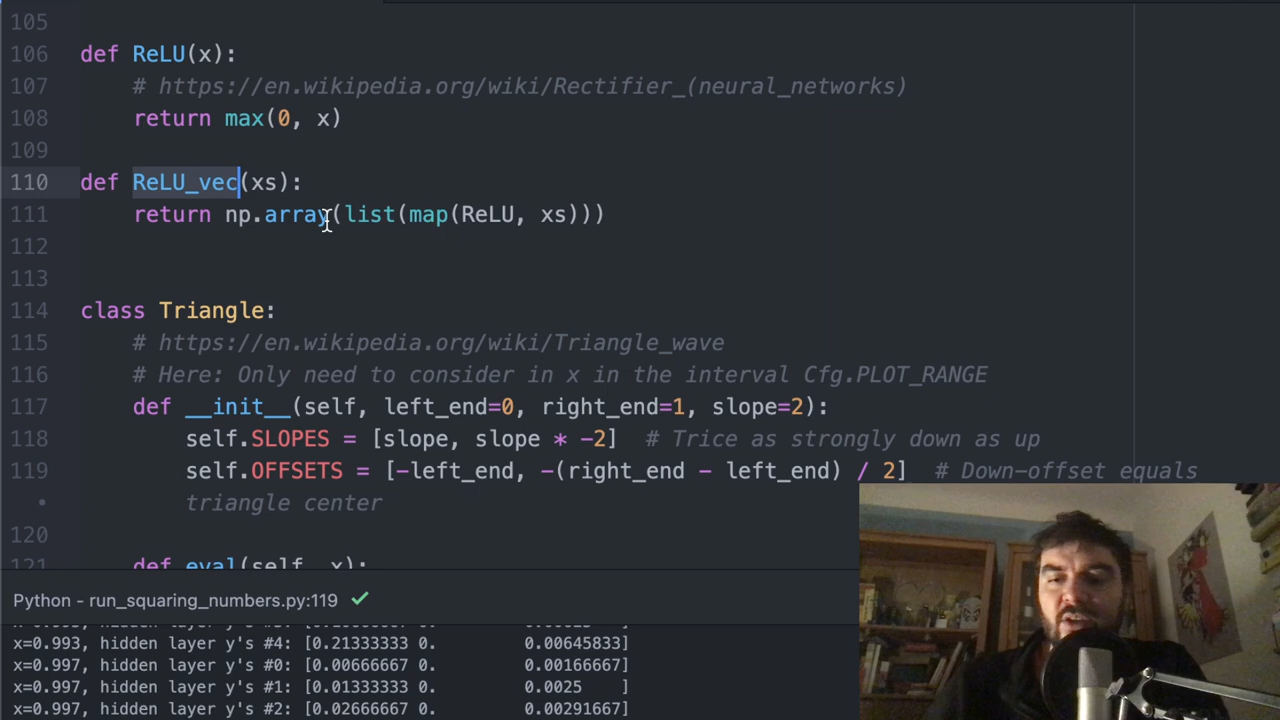 105
106 def ReLU(x):
107 # https://en.wikipedia.org/wiki/Rectifier_(neural_networks)
108 return max(0, x)
109
110 def ReLU_vec(xs):
111 return np.array(list(map(ReLU, xs)))
112
113
114 class Triangle:
115 # https://en.wikipedia.org/wiki/Triangle_wave
116 # Here: Only need to consider in x in the interval Cfg.PLOT_RANGE
117 def __init__(self, left_end=0, right_end=1, slope=2):
118 self.SLOPES = [slope, slope * -2] # Trice as strongly down as up
119 self.OFFSETS = [-left_end, -(right_end - left_end) / 2] # Down-offset equals
• triangle center
120
121 def eval(self, x):
Python - run_squaring_numbers.py:119 ✓
x=0.993, hidden layer y's #4: [0.21333333 0. 0.00645833]
x=0.997, hidden layer y's #0: [0.00666667 0. 0.00166667]
x=0.997, hidden layer y's #1: [0.01333333 0. 0.0025 ]
x=0.997, hidden layer y's #2: [0.02666667 0. 0.00291667]